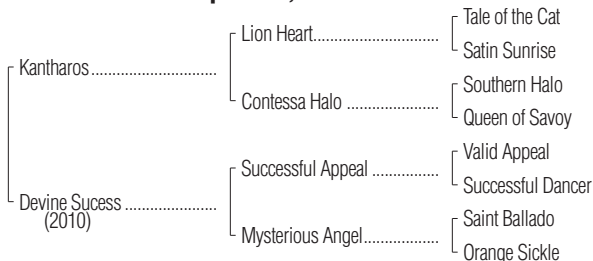 Tale of the Cat
Lion Heart
Satin Sunrise
Kantharos
Southern Halo
Contessa Halo
Queen of Savoy
Valid Appeal
Successful Appeal
Successful Dancer
Devine Sucess
(2010)
Saint Ballado
Mysterious Angel
Orange Sickle